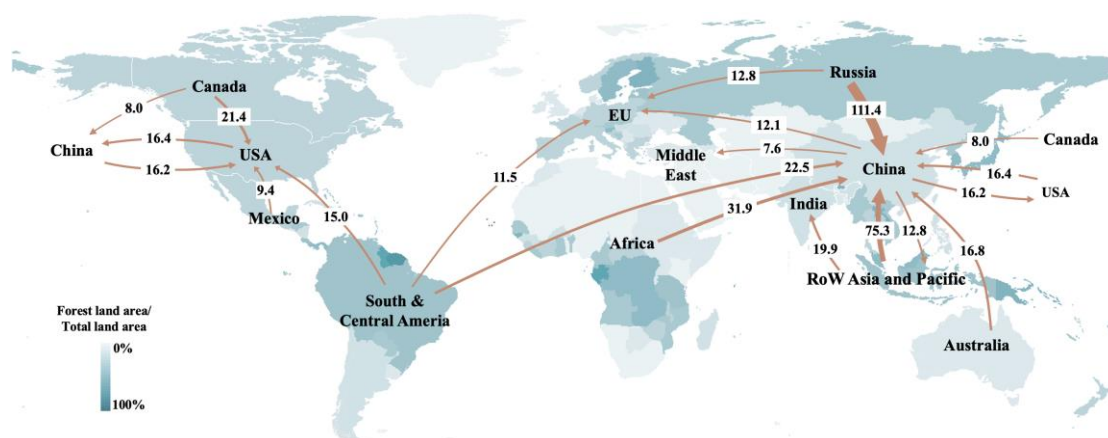 Canada
8.0
21.4
China
16.4
USA
16.2
9.4
Mexico
15.0
South &
Central Ameria
11.5
EU
12.8
Russia
111.4
12.1
7.6
Middle
East
22.5
China
8.0
Canada
16.4
16.2
USA
India
31.9
Africa
19.9
75.3
12.8
16.8
RoW Asia and Pacific
Australia
Forest land area/
Total land area
0%
100%